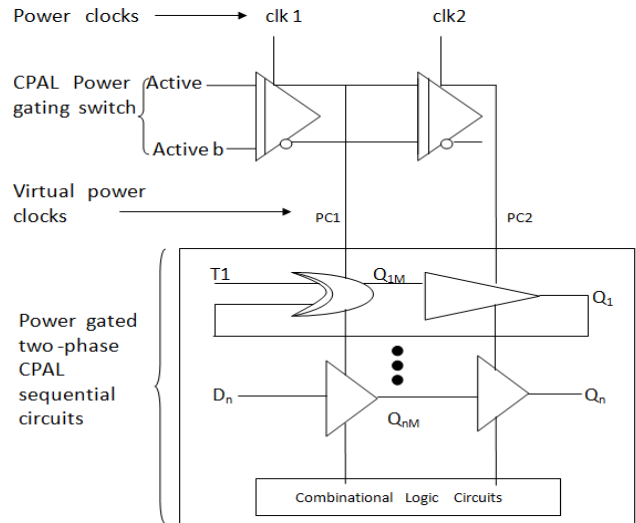 Power clocks
clk 1
clk2
CPAL Power
gating switch
Active
Active b
Virtual power
clocks
PC1
PC2
T1
Q1M
Q1
Power gated
two-phase
CPAL
sequential
circuits
Dn
QnM
Qn
Combinational Logic Circuits